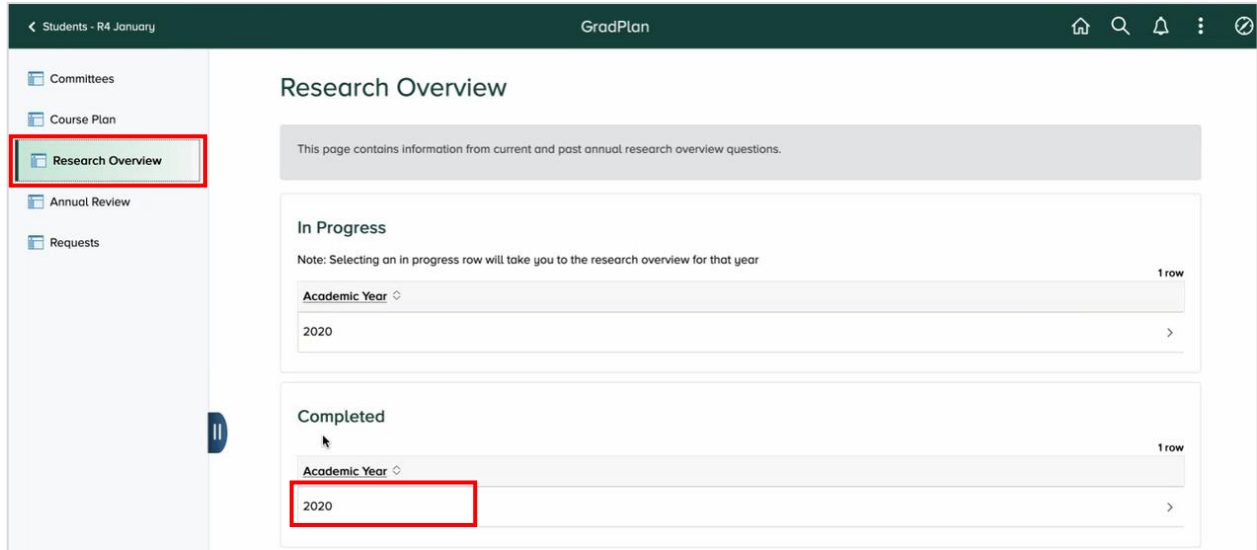 Students - R4 January
GradPlan
Committees
Course Plan
Research Overview
Annual Review
Requests
Research Overview
This page contains information from current and past annual research overview questions.
In Progress
Note: Selecting an in progress row will take you to the research overview for that year
1 row
Academic Year
2020
Completed
1 row
Academic Year
2020